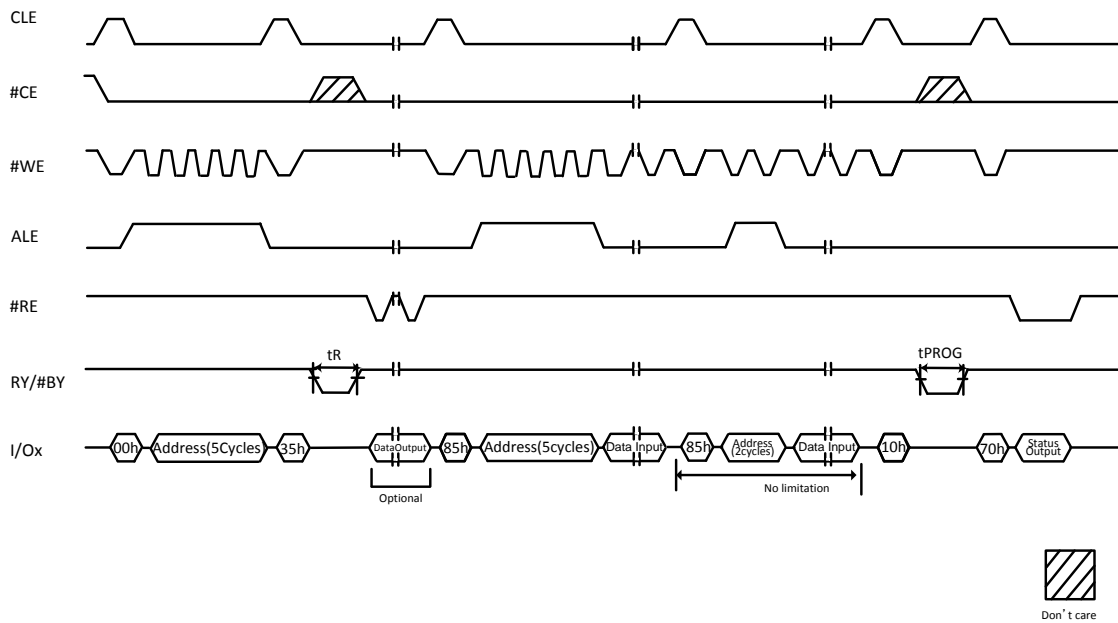 CLE
#CE
#WE
ALE
#RE
tR
tPROG
RY/#BY
I/Ox
00h
Address(5Cycles)
35h
DataOutput
85h
Address(5cycles)
Data Input
85h
Address
(2cycles)
Data Input
10h
70h
Status
Output
Optional
No limitation
Don't care